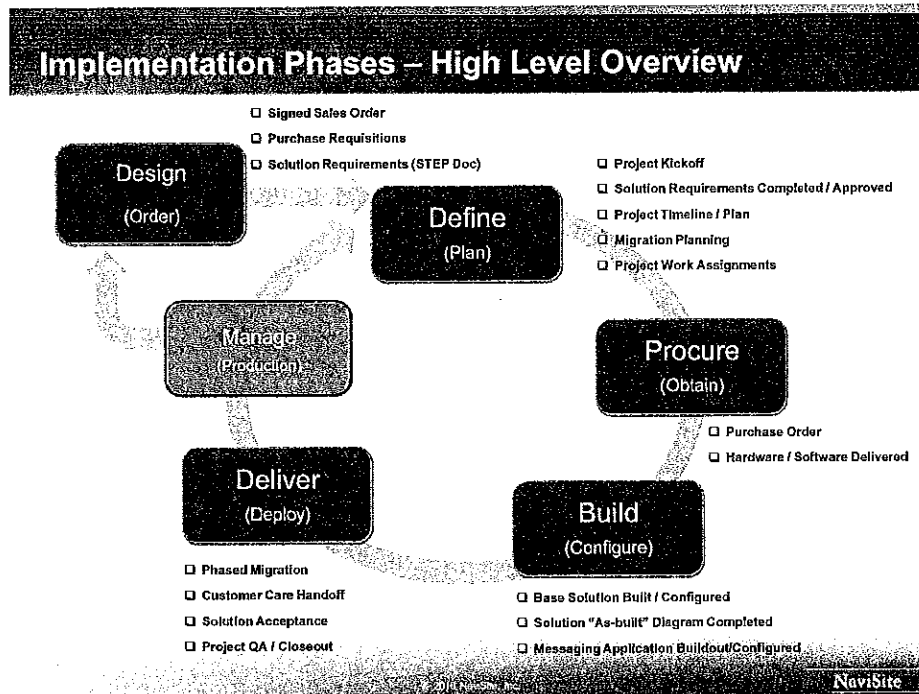 Implementation Phases – High Level Overview
❑ Signed Sales Order
❑ Purchase Requisitions
❑ Solution Requirements (STEP Doc)
Design
(Order)
Define
(Plan)
❑ Project Kickoff
❑ Solution Requirements Completed / Approved
❑ Project Timeline / Plan
❑ Migration Planning
❑ Project Work Assignments
Manage
(Production)
Procure
(Obtain)
❑ Purchase Order
❑ Hardware / Software Delivered
Deliver
(Deploy)
Build
(Configure)
❑ Phased Migration
❑ Customer Care Handoff
❑ Solution Acceptance
❑ Project QA / Closeout
❑ Base Solution Built / Configured
❑ Solution "As-built" Diagram Completed
❑ Messaging Application Buildout/Configured
NaviSite, Inc.
NaviSite